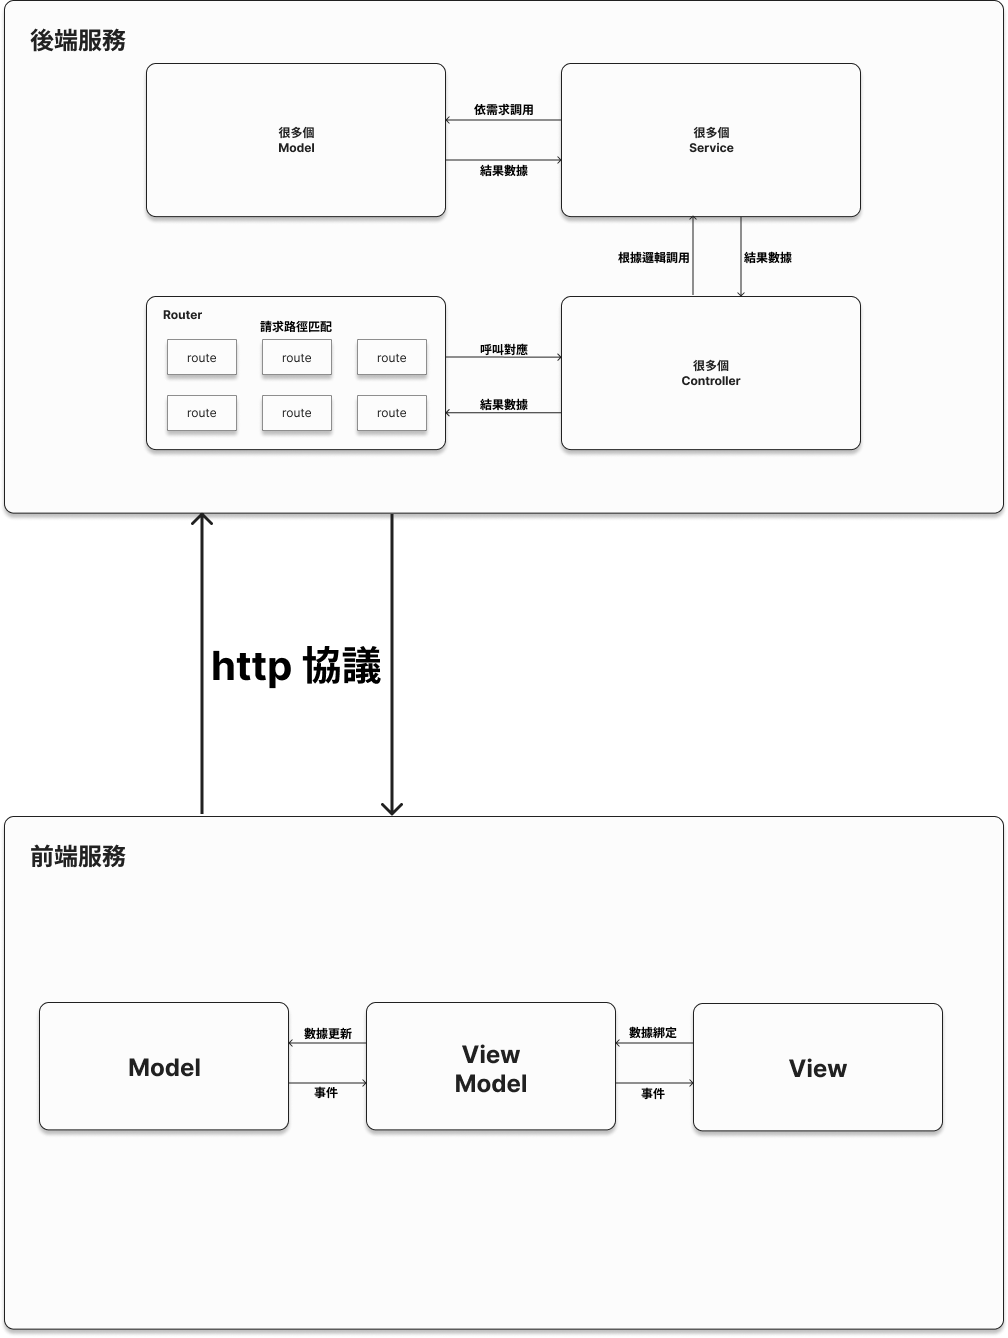 後端服務
很多個
Model
依需求調用
結果數據
很多個
Service
根據邏輯調用
結果數據
Router
請求路徑匹配
route
route
route
route
route
route
呼叫對應
結果數據
很多個
Controller
http 協議
前端服務
Model
數據更新
事件
View
Model
數據綁定
事件
View